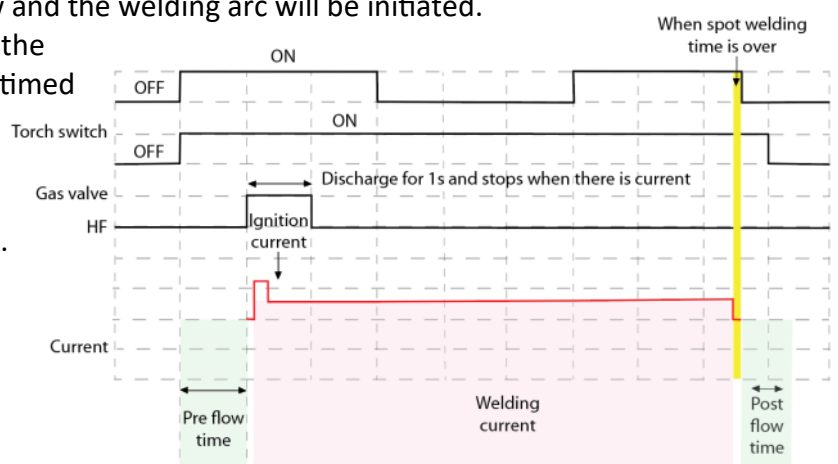 and the welding arc will be initiated.
the
timed
When spot welding
time is over
ON
OFF
Torch switch
ON
OFF
Gas valve
Discharge for 1s and stops when there is current
HF
Ignition
current
Current
Pre flow
time
Welding
current
Post
flow
time